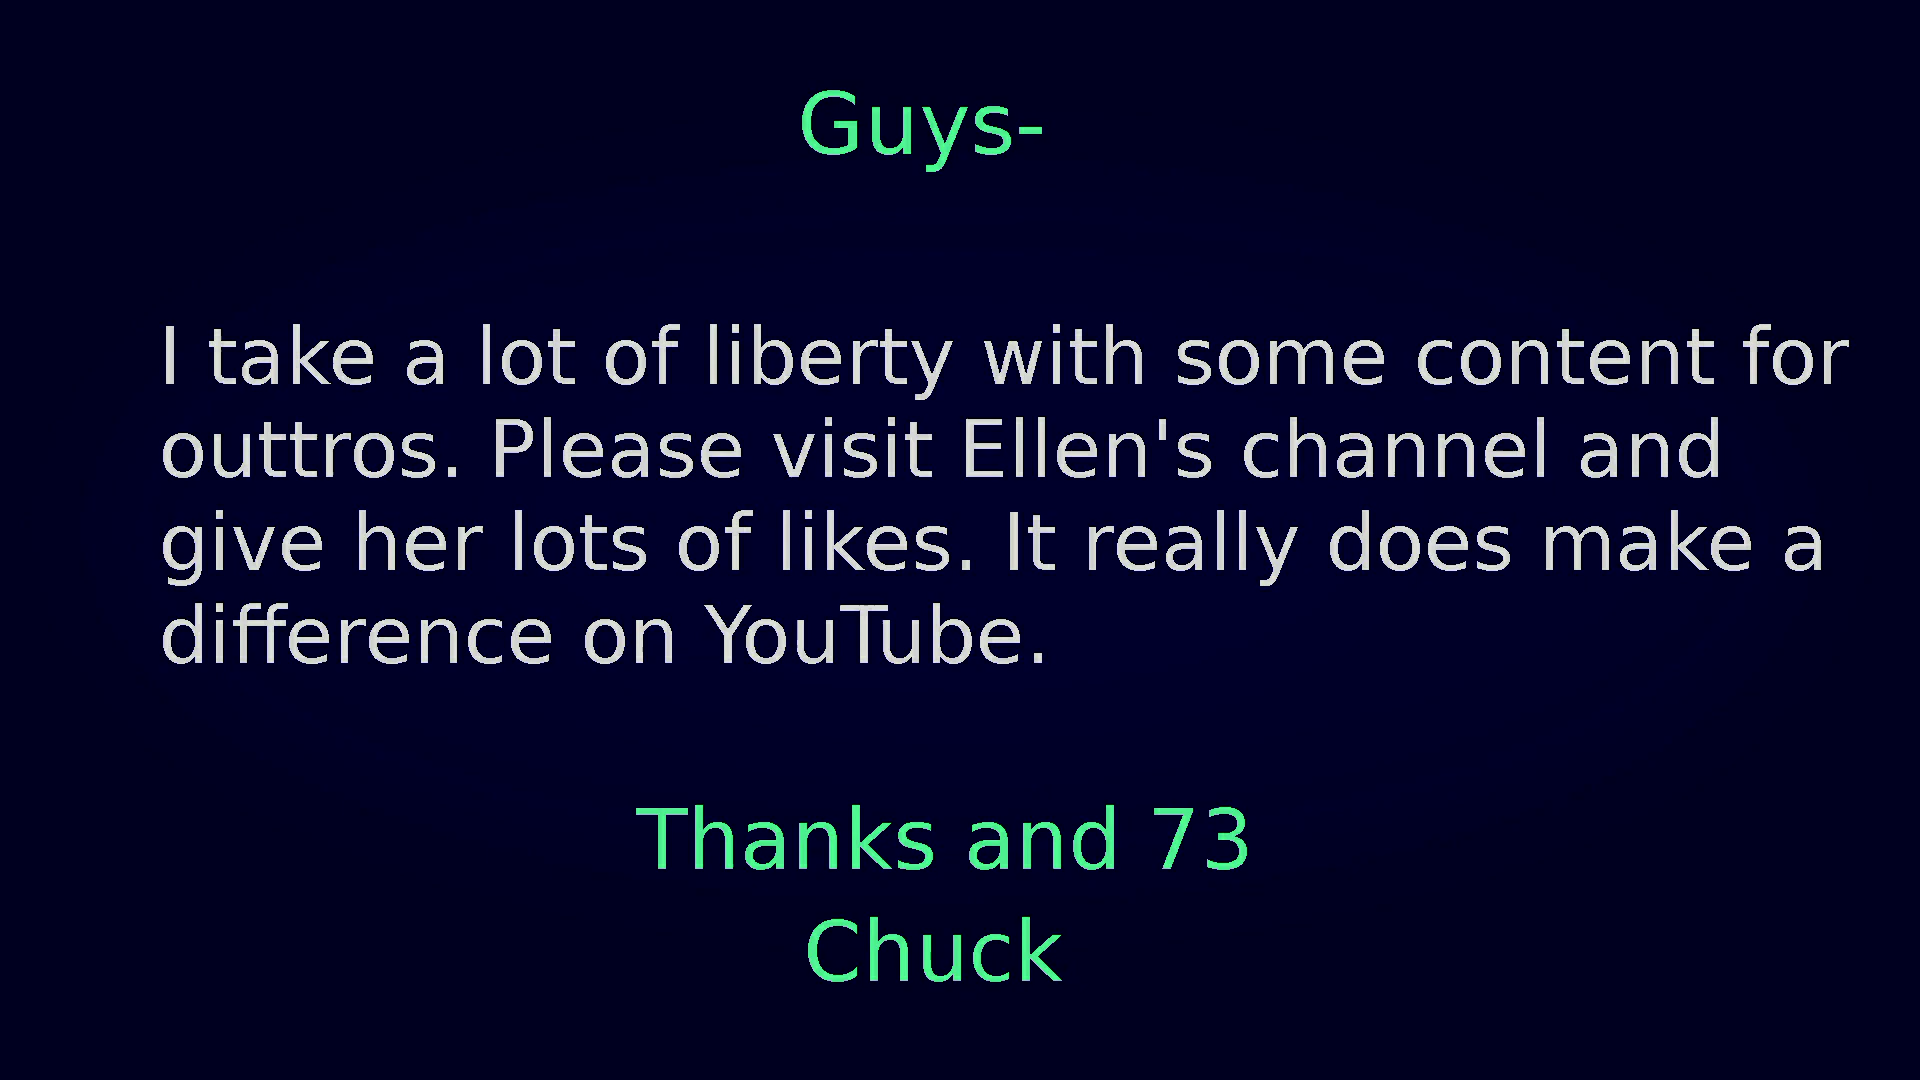 Guys-
I take a lot of liberty with some content for
outtros. Please visit Ellen's channel and
give her lots of likes. It really does make a
difference on YouTube.
Thanks and 73
Chuck